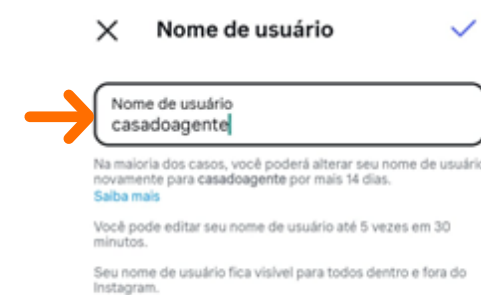 Nome de usuário
Nome de usuário
casadoagente
Na maioria dos casos, você poderá alterar seu nome de usuário
novamente para casadoagente por mais 14 dias.
Saiba mais
Você pode editar seu nome de usuário até 5 vezes em 30
minutos.
Seu nome de usuário fica visível para todos dentro e fora do
Instagram.